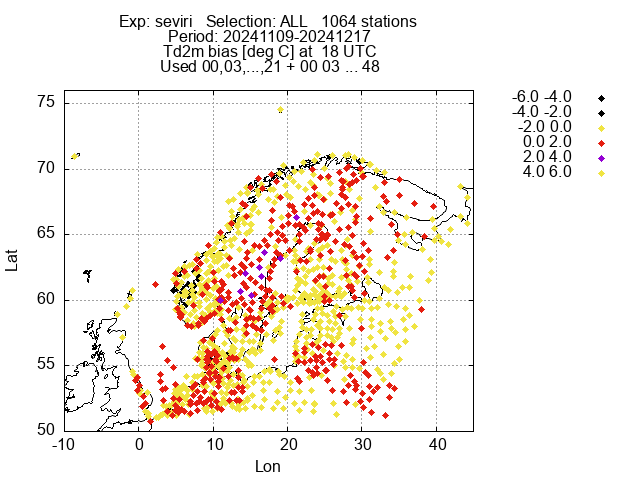 Exp: seviri   Selection: ALL   1064 stations
Period: 20241109-20241217
Td2m bias [deg C] at  18 UTC
Used 00,03,...,21 + 00 03 ... 48
-6.0 -4.0
-4.0 -2.0
-2.0 0.0
0.0 2.0
2.0 4.0
4.0 6.0
75
70
65
60
55
50
Lat
-10 0 10 20 30 40
Lon